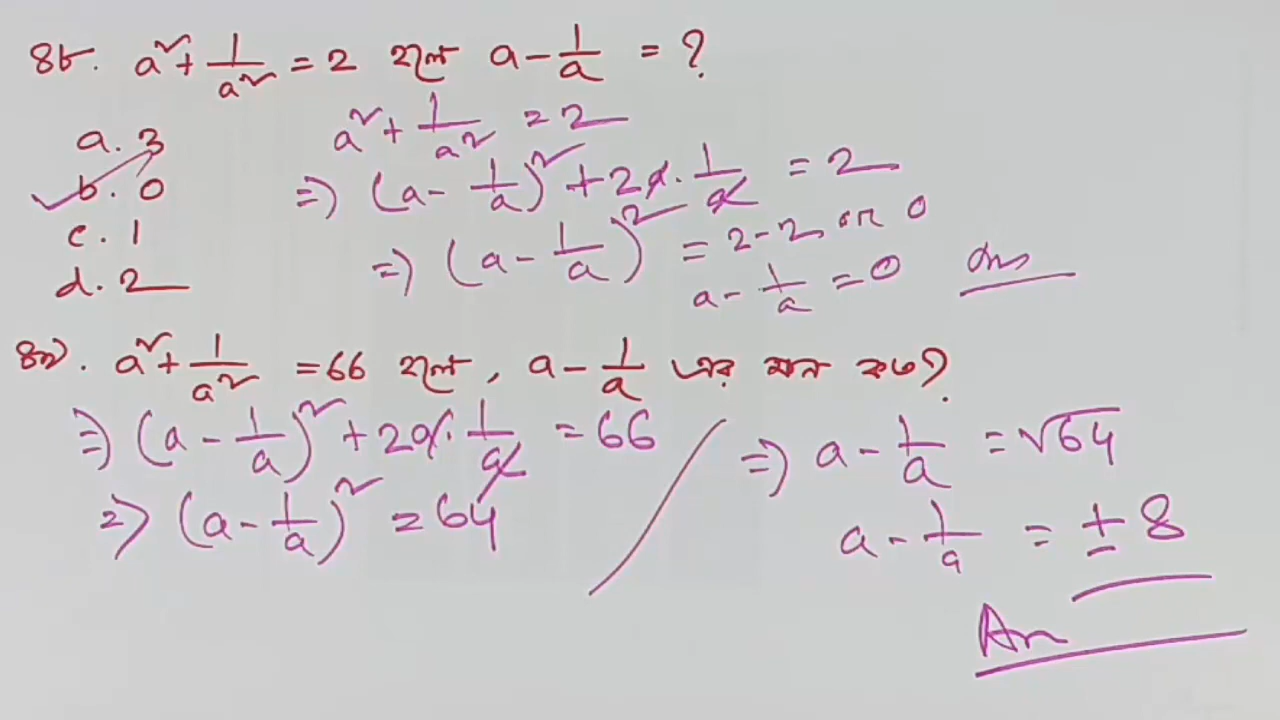 ৪৮. a² + 1/a² = 2 হলে a - 1/a = ?
a. 3
b. 0
c. 1
d. 2
a² + 1/a² = 2
⇒ (a - 1/a)² + 2a · 1/a = 2
⇒ (a - 1/a)² = 2 - 2 or 0
a - 1/a = 0 Ans
৪৯. a² + 1/a² = 66 হলে, a - 1/a এর মান কত?
⇒ (a - 1/a)² + 2a · 1/a = 66
⇒ (a - 1/a)² = 64
⇒ a - 1/a = √64
a - 1/a = ± 8
An